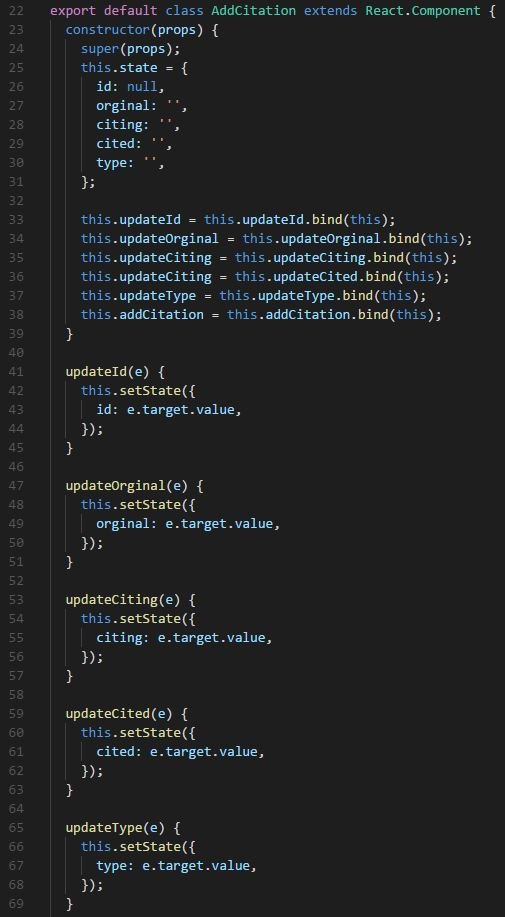 22 export default class AddCitation extends React.Component {
23 constructor(props) {
24 super(props);
25 this.state = {
26 id: null,
27 orginal: '',
28 citing: '',
29 cited: '',
30 type: '',
31 };
32
33 this.updateId = this.updateId.bind(this);
34 this.updateOrginal = this.updateOrginal.bind(this);
35 this.updateCiting = this.updateCiting.bind(this);
36 this.updateCiting = this.updateCited.bind(this);
37 this.updateType = this.updateType.bind(this);
38 this.addCitation = this.addCitation.bind(this);
39 }
40
41 updateId(e) {
42 this.setState({
43 id: e.target.value,
44 });
45 }
46
47 updateOrginal(e) {
48 this.setState({
49 orginal: e.target.value,
50 });
51 }
52
53 updateCiting(e) {
54 this.setState({
55 citing: e.target.value,
56 });
57 }
58
59 updateCited(e) {
60 this.setState({
61 cited: e.target.value,
62 });
63 }
64
65 updateType(e) {
66 this.setState({
67 type: e.target.value,
68 });
69 }